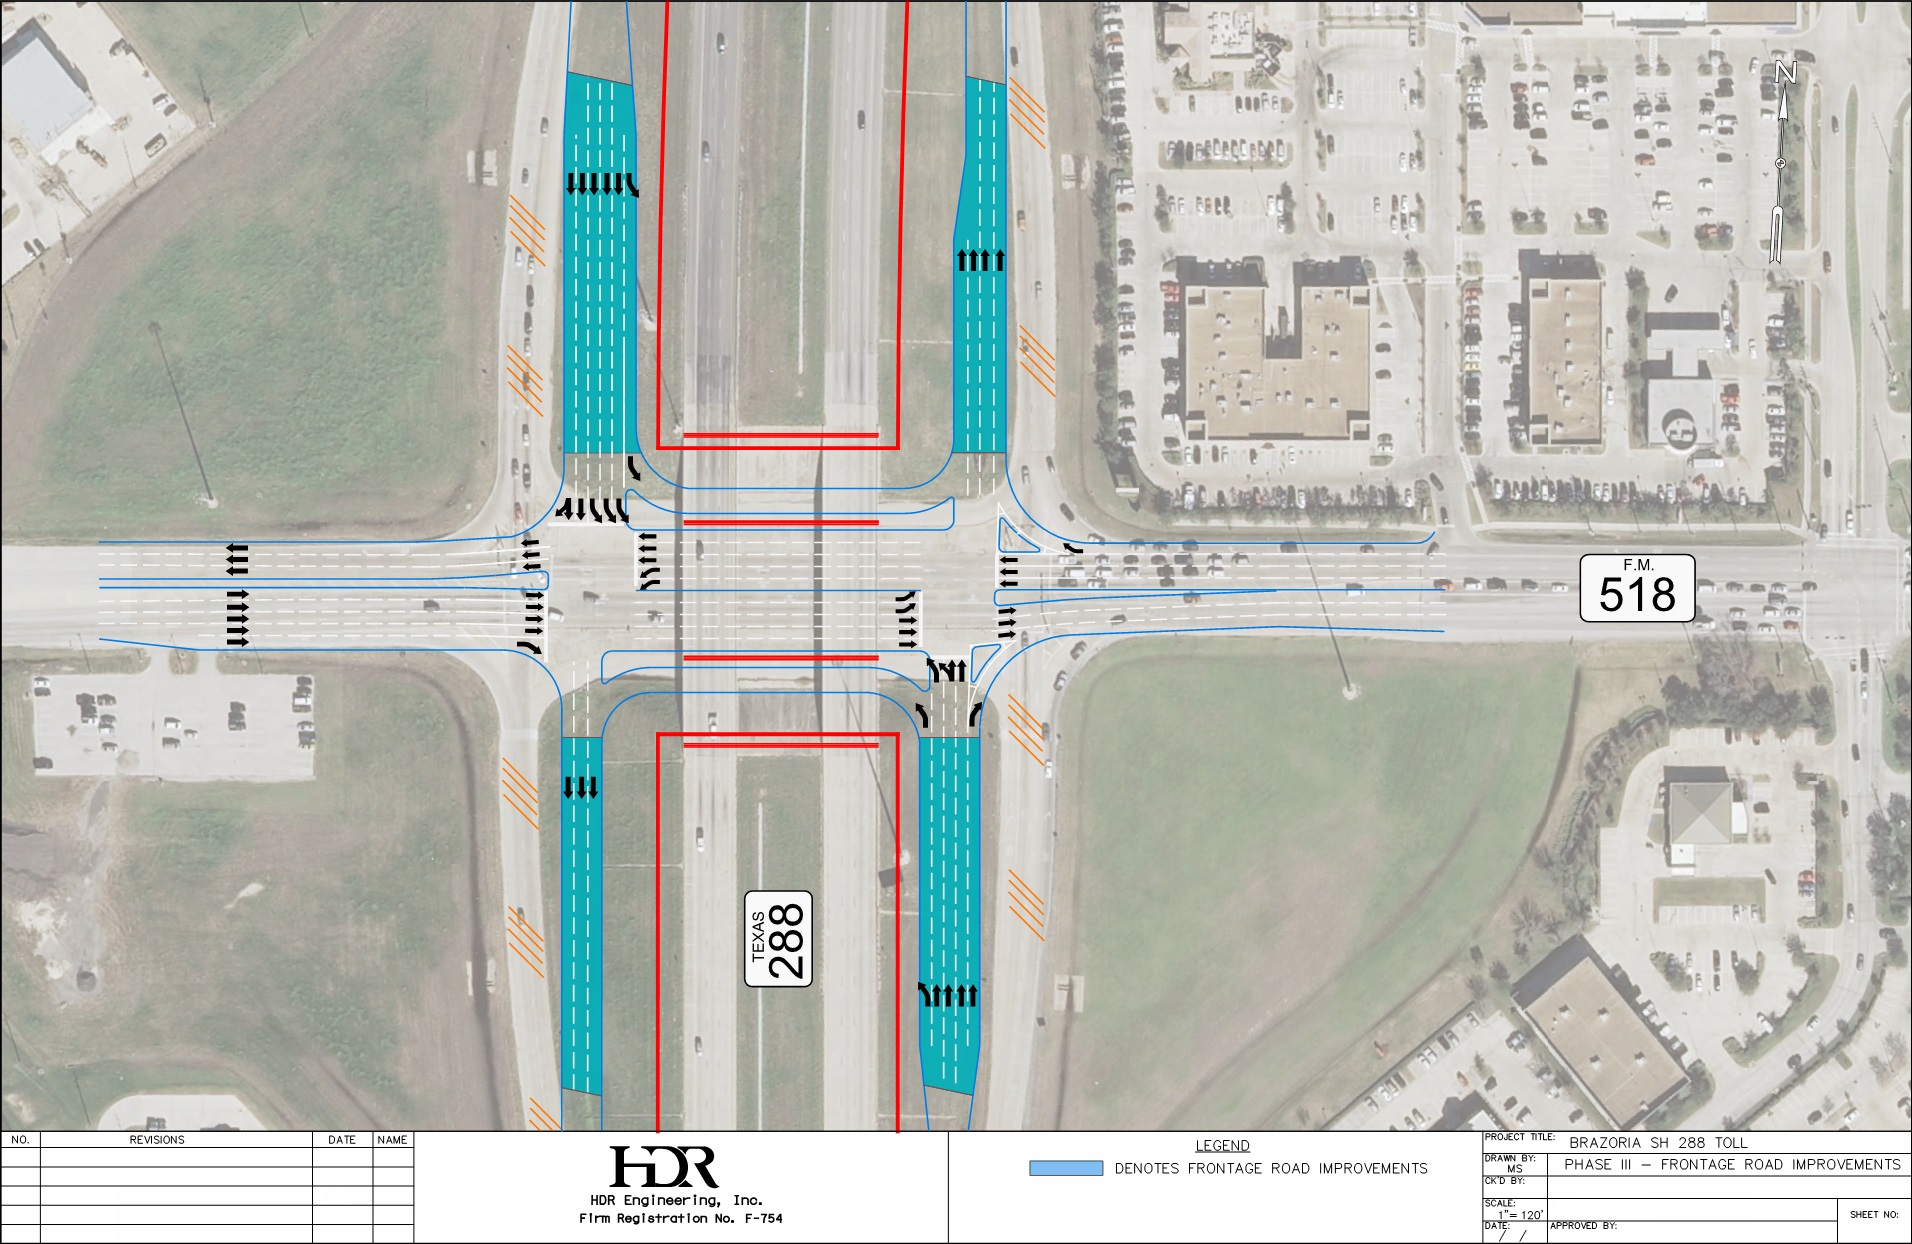 N
F.M.
518
TEXAS
288
NO.
REVISIONS
DATE
NAME
HDR
HDR Engineering, Inc.
Firm Registration No. F-754
LEGEND
DENOTES FRONTAGE ROAD IMPROVEMENTS
PROJECT TITLE: BRAZORIA SH 288 TOLL
DRAWN BY:
MS
PHASE III – FRONTAGE ROAD IMPROVEMENTS
CK'D BY:
SCALE:
1"= 120'
DATE:
/ /
APPROVED BY:
SHEET NO: